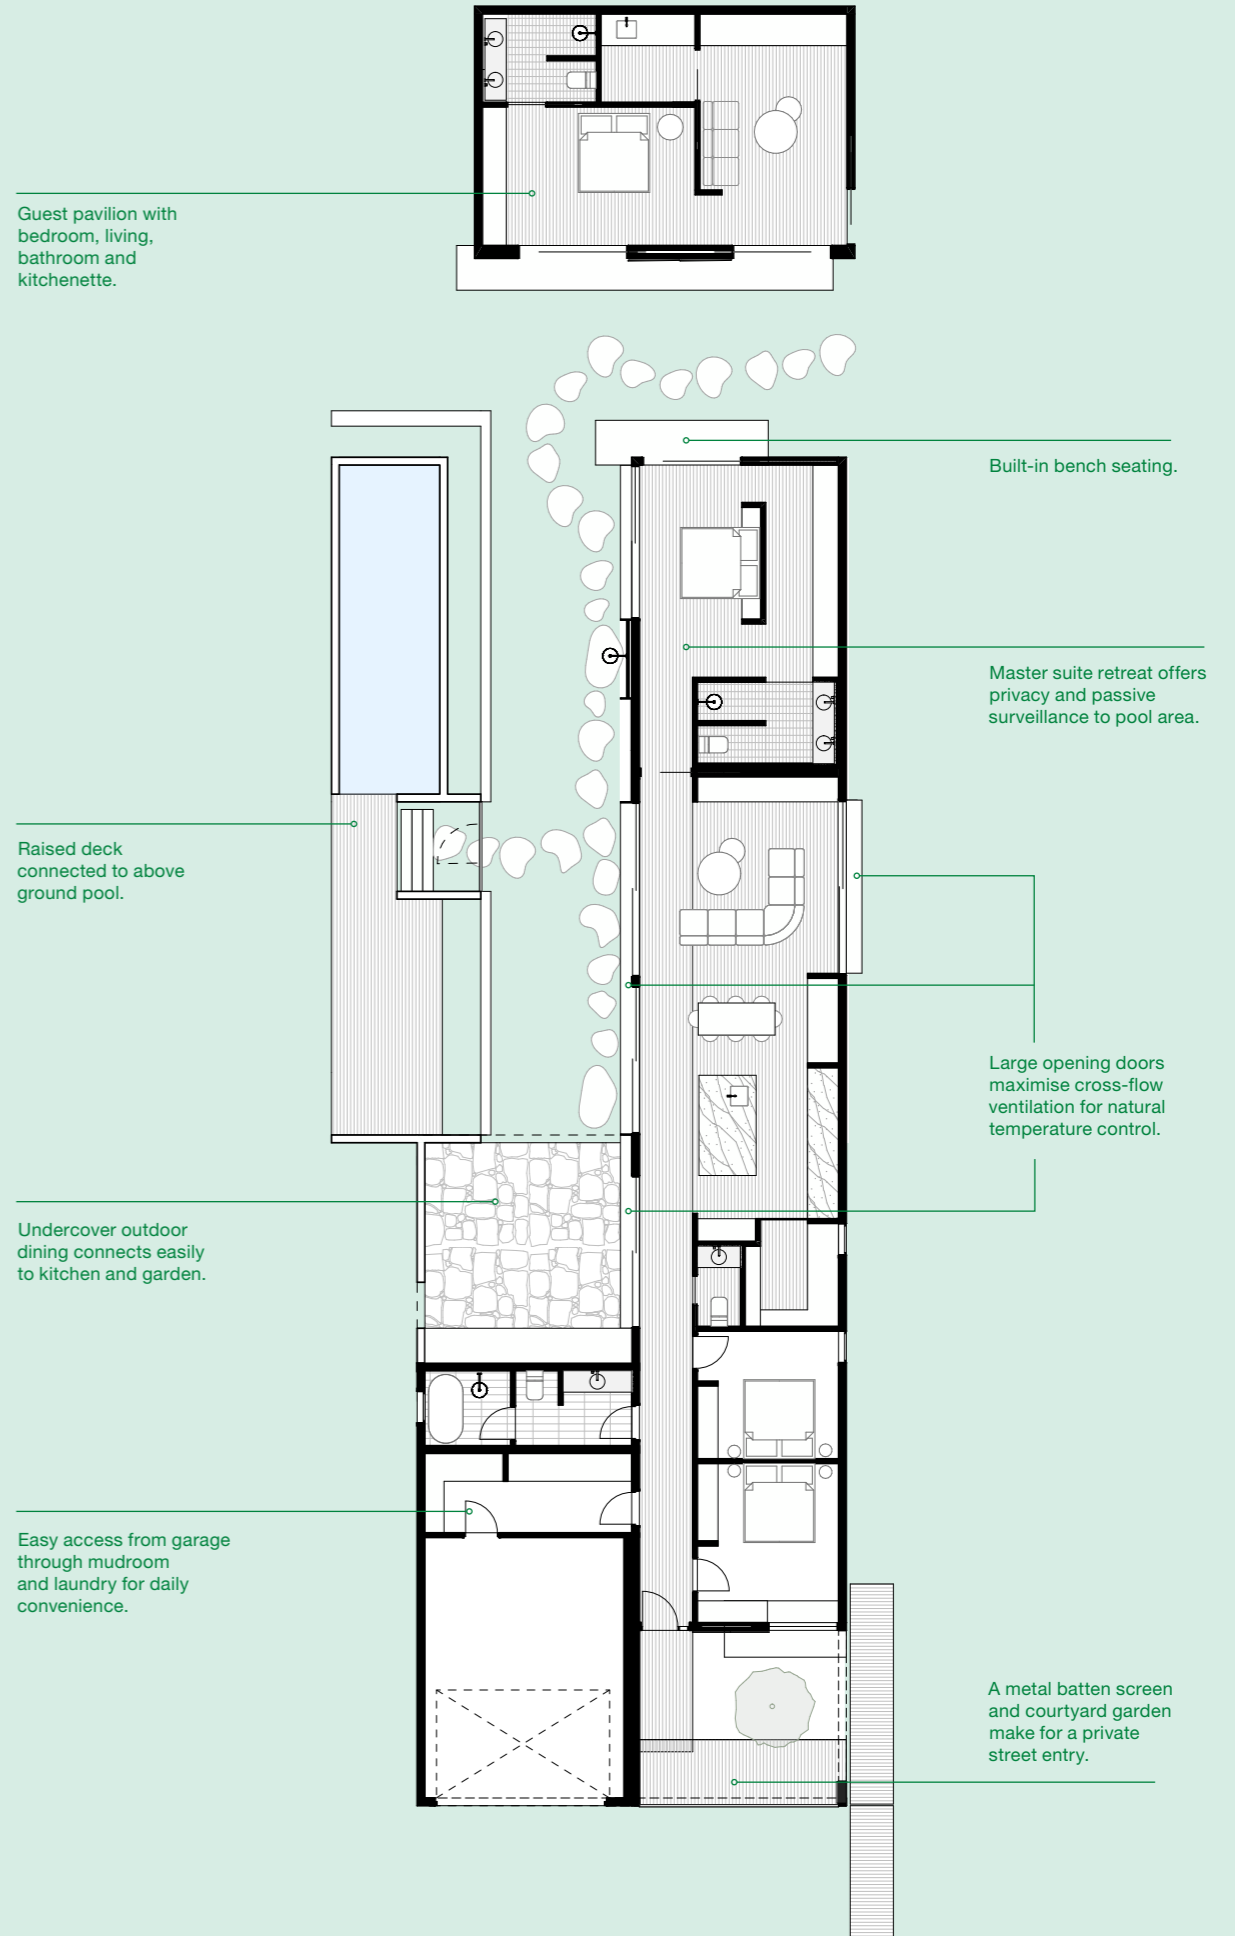 Guest pavilion with
bedroom, living,
bathroom and
kitchenette.
Built-in bench seating.
Master suite retreat offers
privacy and passive
surveillance to pool area.
Raised deck
connected to above
ground pool.
Large opening doors
maximise cross-flow
ventilation for natural
temperature control.
Undercover outdoor
dining connects easily
to kitchen and garden.
Easy access from garage
through mudroom
and laundry for daily
convenience.
A metal batten screen
and courtyard garden
make for a private
street entry.